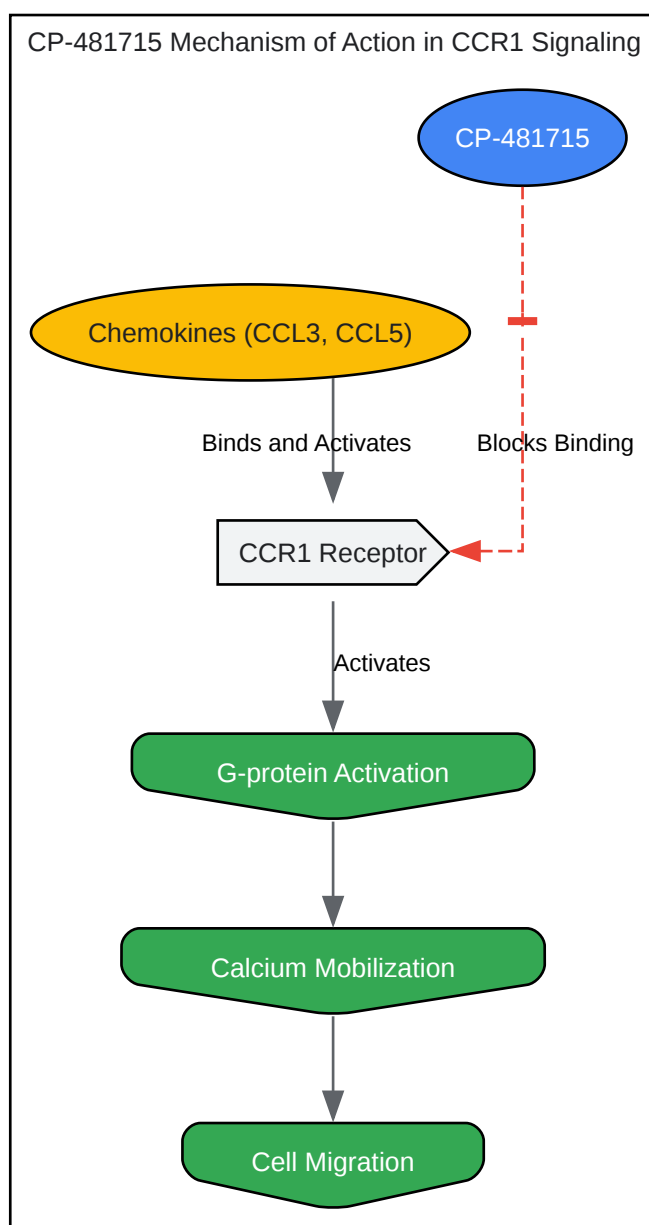 CP-481715 Mechanism of Action in CCR1 Signaling
CP-481715
Chemokines (CCL3, CCL5)
Binds and Activates
Blocks Binding
CCR1 Receptor
Activates
G-protein Activation
Calcium Mobilization
Cell Migration